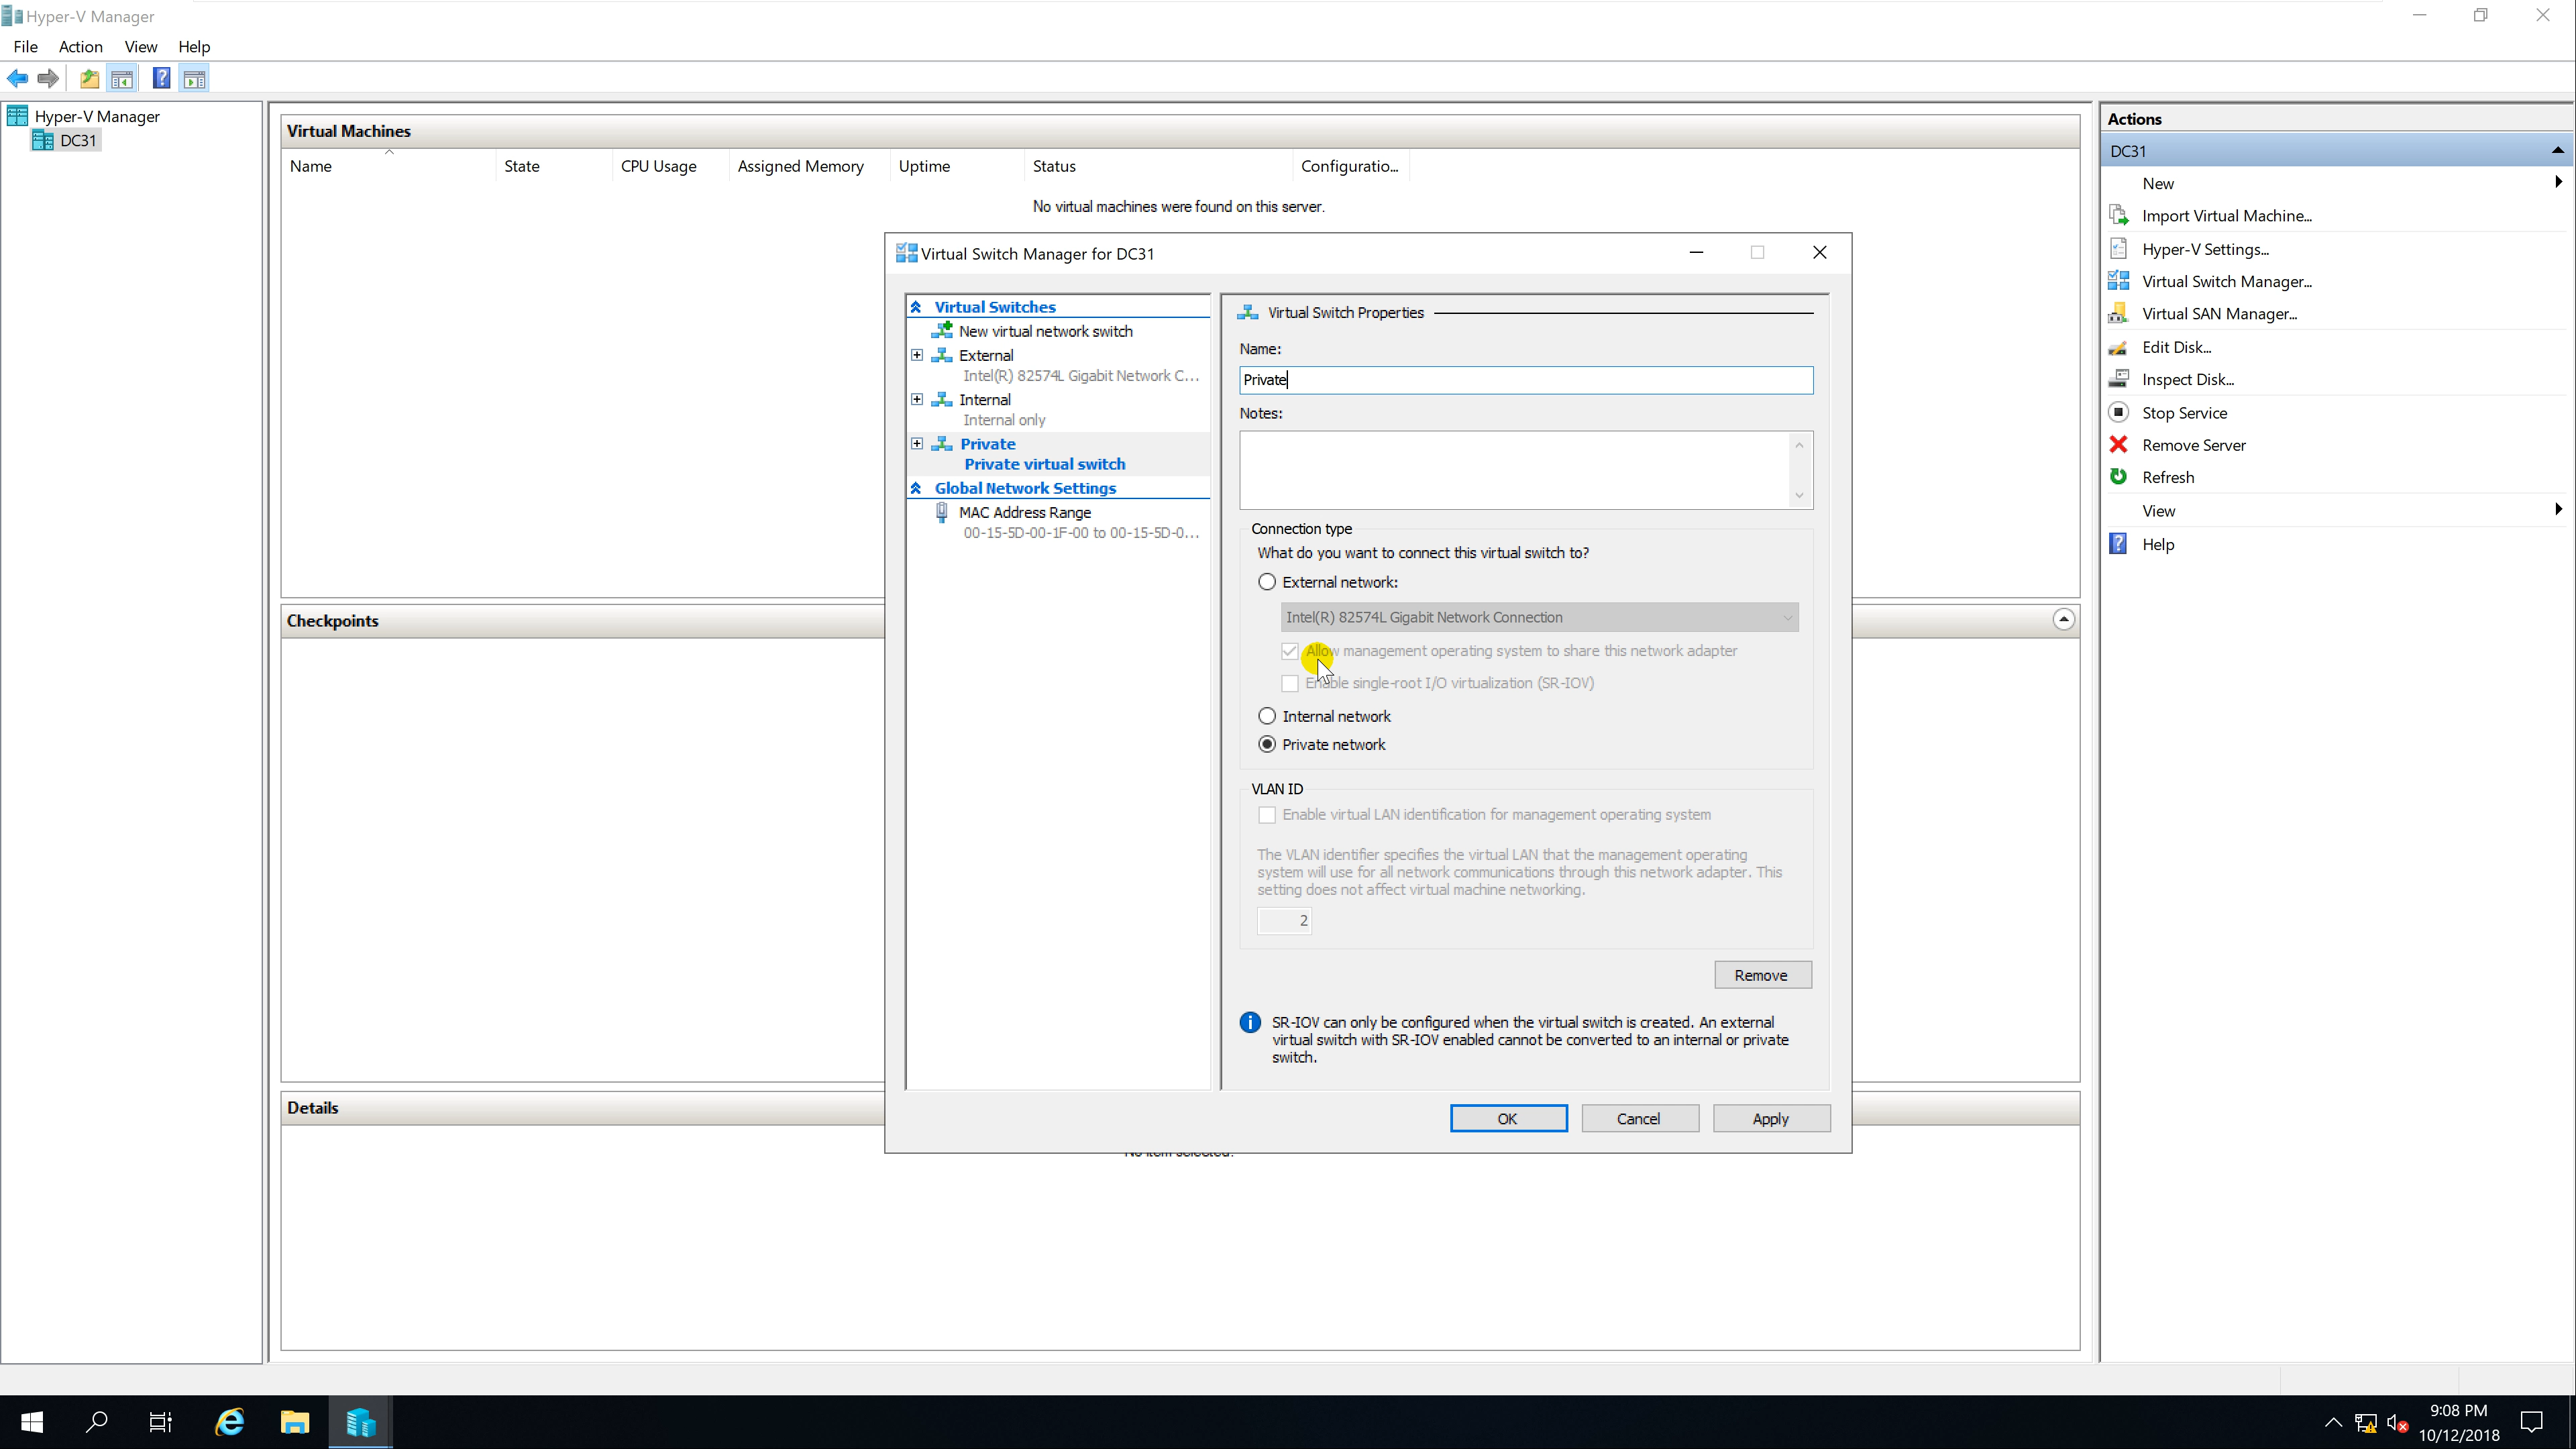 Hyper-V Manager
File Action View Help
Hyper-V Manager
DC31
Virtual Machines
Name State CPU Usage Assigned Memory Uptime Status Configuratio...
No virtual machines were found on this server.
Virtual Switch Manager for DC31
Virtual Switches
New virtual network switch
External
Intel(R) 82574L Gigabit Network C...
Internal
Internal only
Private
Private virtual switch
Global Network Settings
MAC Address Range
00-15-5D-00-1F-00 to 00-15-5D-0...
Virtual Switch Properties
Name:
Private
Notes:
Connection type
What do you want to connect this virtual switch to?
External network:
Intel(R) 82574L Gigabit Network Connection
Allow management operating system to share this network adapter
Enable single-root I/O virtualization (SR-IOV)
Internal network
Private network
VLAN ID
Enable virtual LAN identification for management operating system
The VLAN identifier specifies the virtual LAN that the management operating
system will use for all network communications through this network adapter. This
setting does not affect virtual machine networking.
2
Remove
SR-IOV can only be configured when the virtual switch is created. An external
virtual switch with SR-IOV enabled cannot be converted to an internal or private
switch.
OK Cancel Apply
Checkpoints
Details
No item selected.
Actions
DC31
New
Import Virtual Machine...
Hyper-V Settings...
Virtual Switch Manager...
Virtual SAN Manager...
Edit Disk...
Inspect Disk...
Stop Service
Remove Server
Refresh
View
Help
9:08 PM
10/12/2018